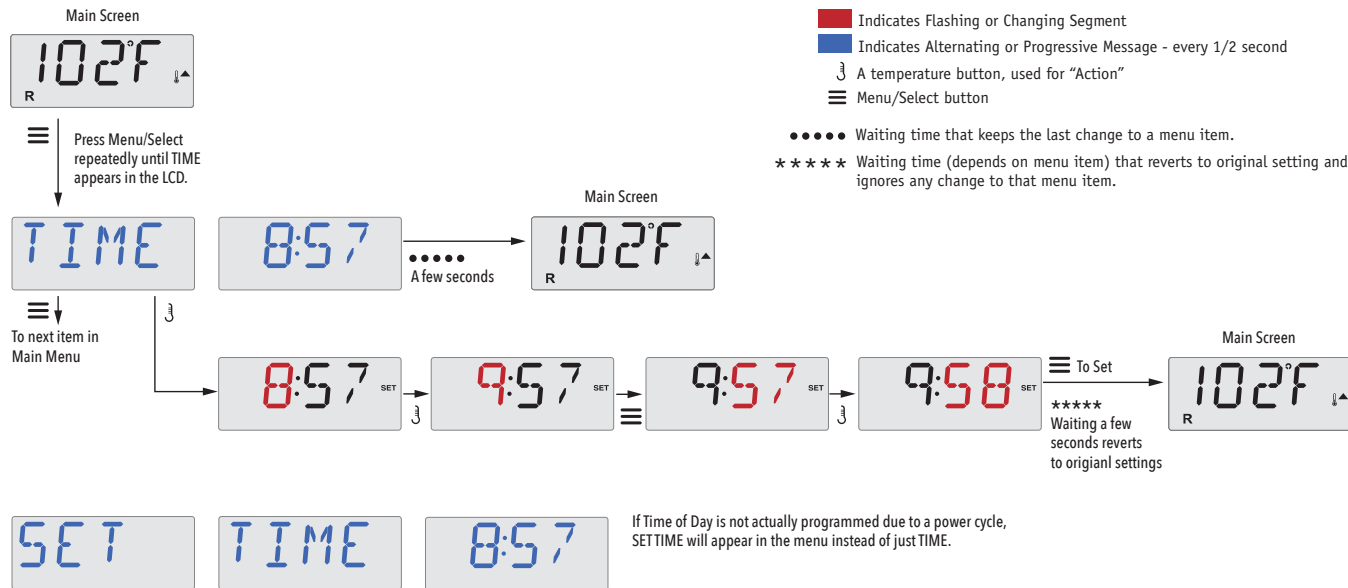 Main Screen
102°F
R
Indicates Flashing or Changing Segment
Indicates Alternating or Progressive Message - every 1/2 second
A temperature button, used for “Action”
Menu/Select button
••••• Waiting time that keeps the last change to a menu item.
***** Waiting time (depends on menu item) that reverts to original setting and
ignores any change to that menu item.
Press Menu/Select
repeatedly until TIME
appears in the LCD.
TIME
8:57
•••••
A few seconds
Main Screen
102°F
R
To next item in
Main Menu
8:57 SET
9:57 SET
9:57 SET
9:58 SET
To Set
*****
Waiting a few
seconds reverts
to origianl settings
Main Screen
102°F
R
SET
TIME
8:57
If Time of Day is not actually programmed due to a power cycle,
SET TIME will appear in the menu instead of just TIME.